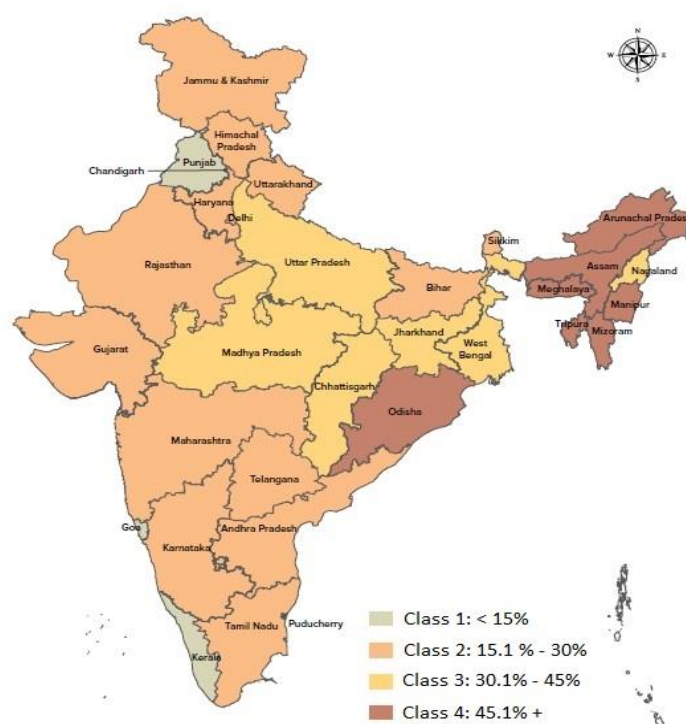 N
W E
S
Jammu & Kashmir
Himachal
Pradesh
Punjab
Chandigarh
Uttarakhand
Haryana
Delhi
Arunachal Prades
Sikkim
Rajasthan
Uttar Pradesh
Assam
Nagaland
Bihar
Meghalaya
Manipur
Tripura
Mizoram
Jharkhand
West
Bengal
Gujarat
Madhya Pradesh
Chhattisgarh
Odisha
Maharashtra
Telangana
Goa
Andhra Pradesh
Karnataka
Puducherry
Tamil Nadu
Kerala
Class 1: < 15%
Class 2: 15.1 % - 30%
Class 3: 30.1% - 45%
Class 4: 45.1% +